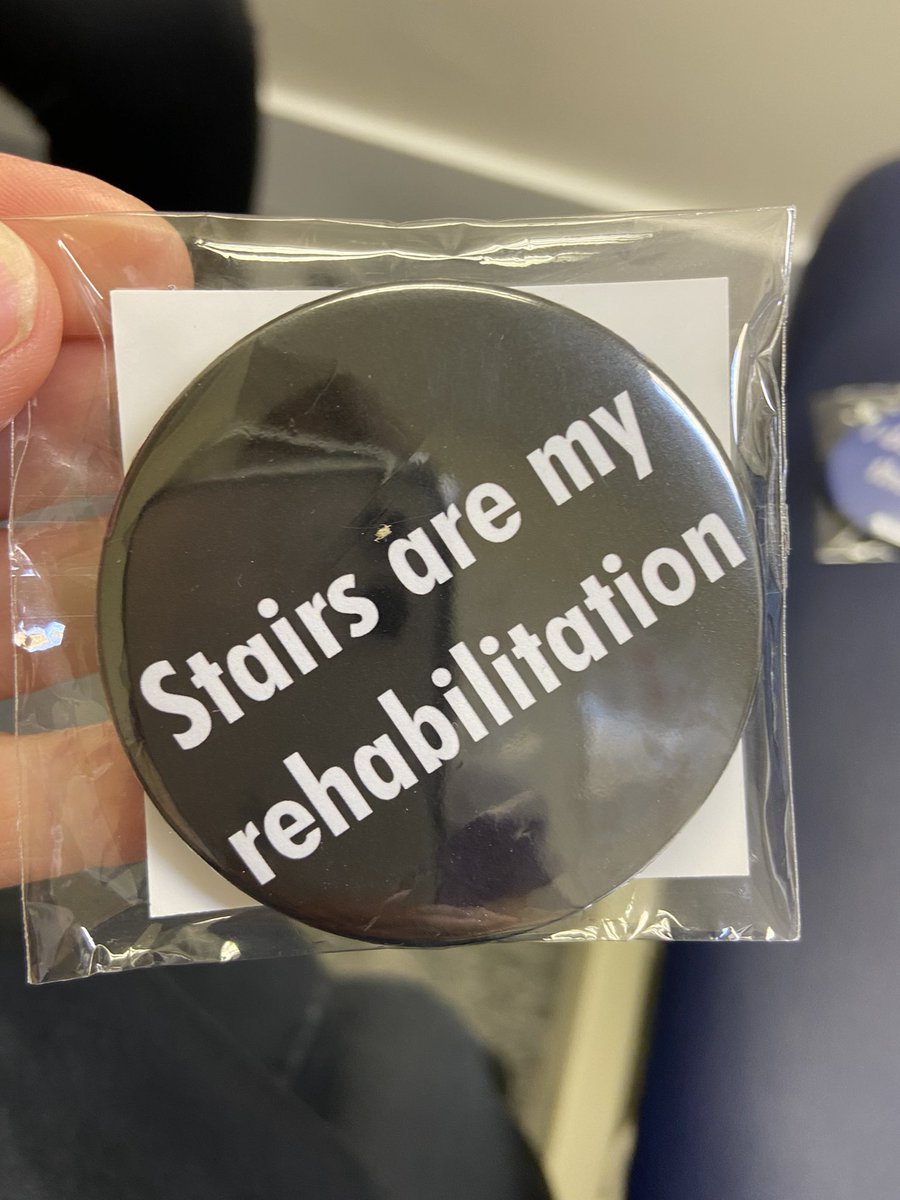 Stairs are my
rehabilitation